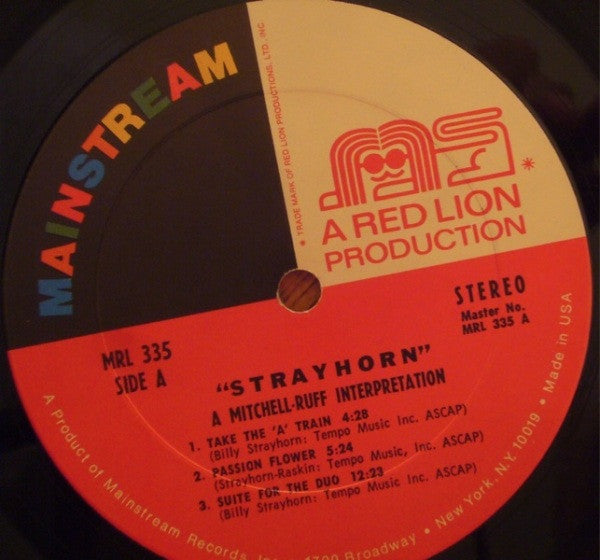 MAINSTREAM
* TRADE MARK OF RED LION PRODUCTIONS, LTD. INC.
A RED LION
PRODUCTION
*
STEREO
Master No.
MRL 335 A
MRL 335
SIDE A
"STRAYHORN"
A MITCHELL-RUFF INTERPRETATION
1. TAKE THE 'A' TRAIN 4:28
(Billy Strayhorn: Tempo Music Inc. ASCAP)
2. PASSION FLOWER 5:24
(Strayhorn-Raskin: Tempo Music, Inc. ASCAP)
3. SUITE FOR THE DUO 12:23
(Billy Strayhorn: Tempo Music Inc. ASCAP)
A Product of Mainstream Records, Broadway • New York, N.Y. 10019 • Made in USA